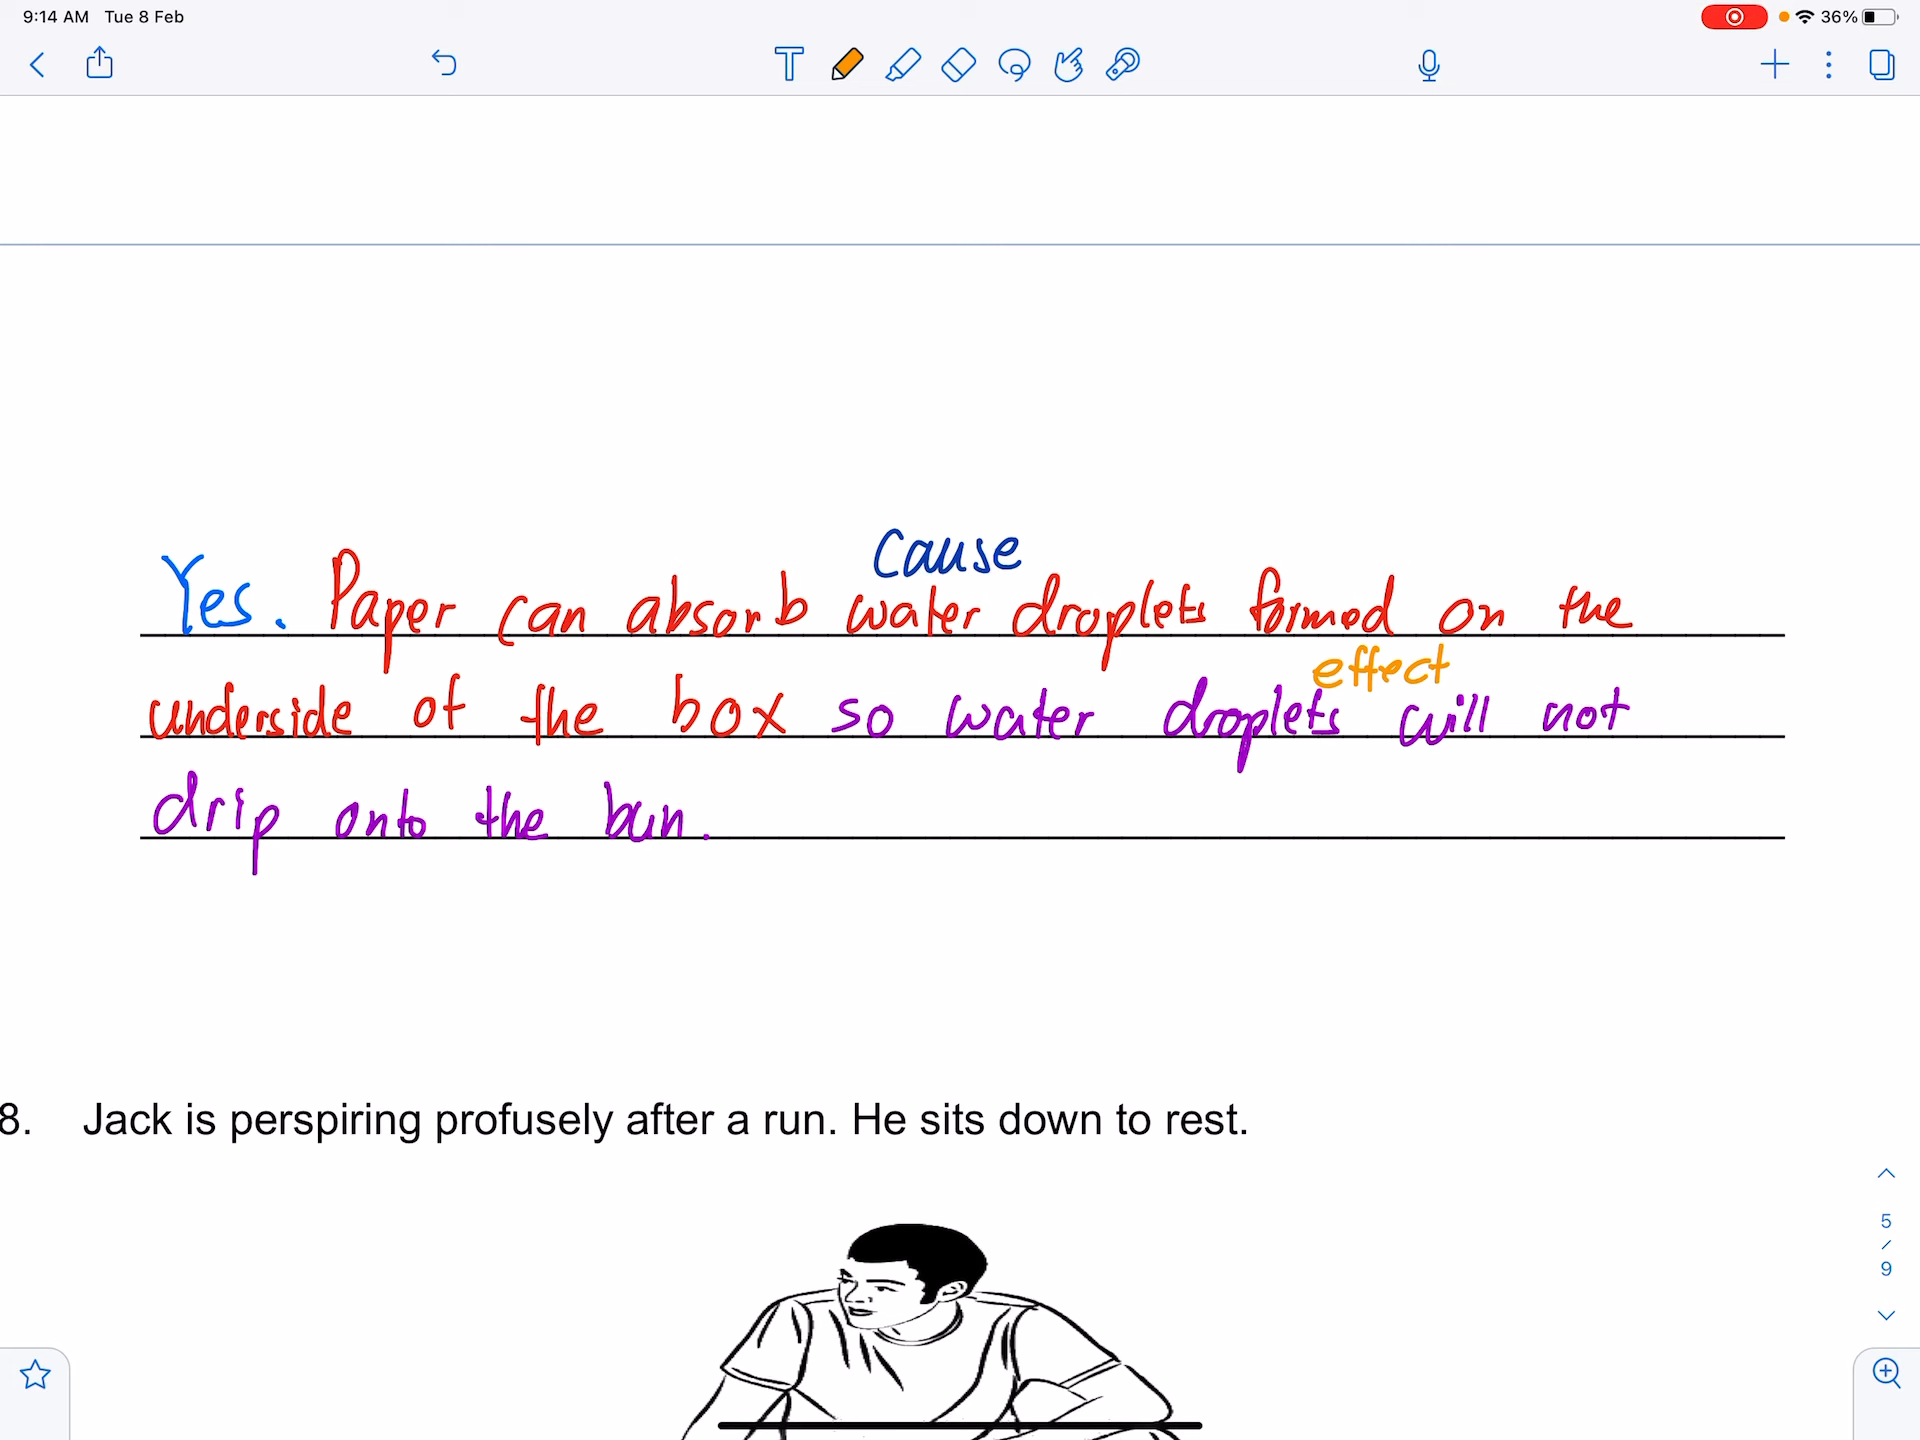 9:14 AM Tue 8 Feb
36%
Cause
Yes. Paper can absorb water droplets formed on the
effect
underside of the box so water droplets will not
drip onto the bun.
8. Jack is perspiring profusely after a run. He sits down to rest.
5
/
9